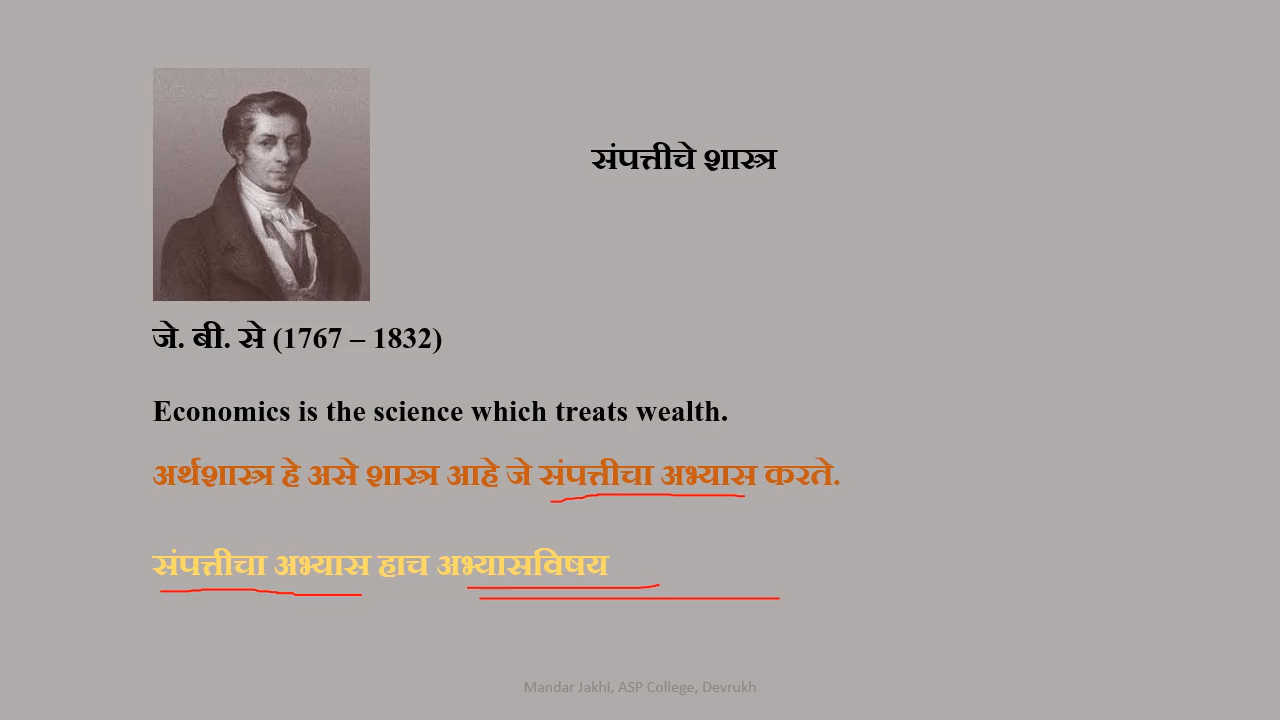 संपत्तीचे शास्त्र
जे. बी. से (1767 – 1832)
Economics is the science which treats wealth.
अर्थशास्त्र हे असे शास्त्र आहे जे संपत्तीचा अभ्यास करते.
संपत्तीचा अभ्यास हाच अभ्यासविषय
Mandar Jakhi, ASP College, Devrukh